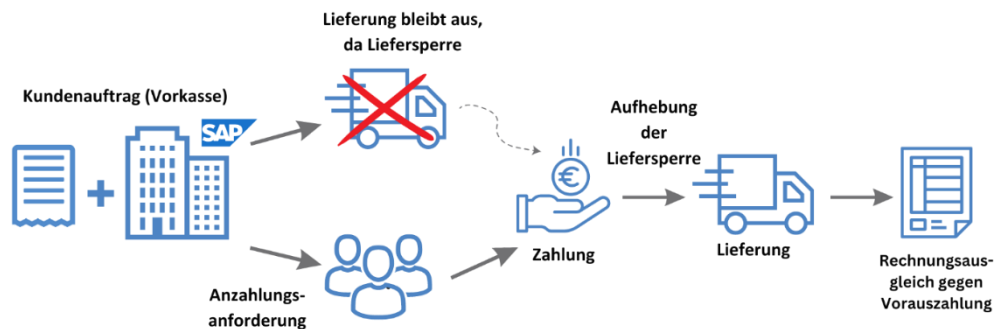 Lieferung bleibt aus,
da Liefersperre
Kundenauftrag (Vorkasse)
SAP
Aufhebung
der
Liefersperre
€
Zahlung
Lieferung
Anzahlungs-
anforderung
Rechnungsaus-
gleich gegen
Vorauszahlung